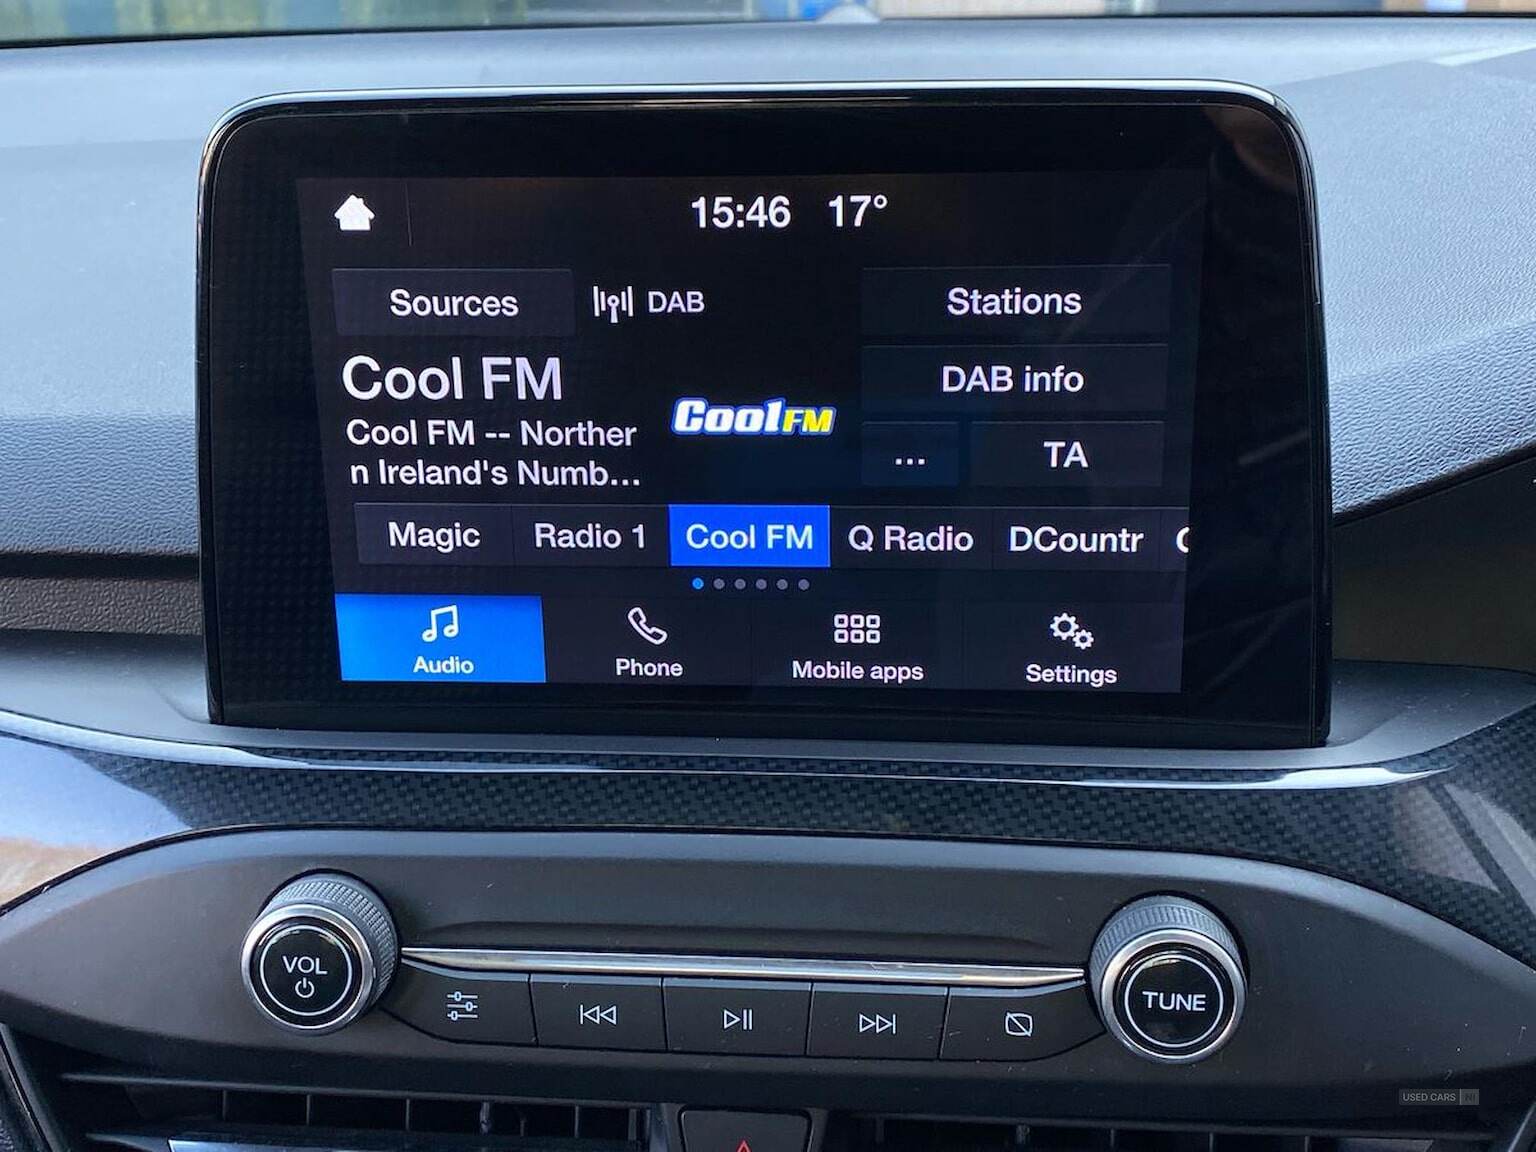 15:46 17°
Sources DAB Stations
Cool FM
DAB info
Cool FM -- Norther
n Ireland's Numb...
CoolFM
... TA
Magic Radio 1 Cool FM Q Radio DCountr
Audio Phone Mobile apps Settings
VOL
TUNE
USED CARS NI